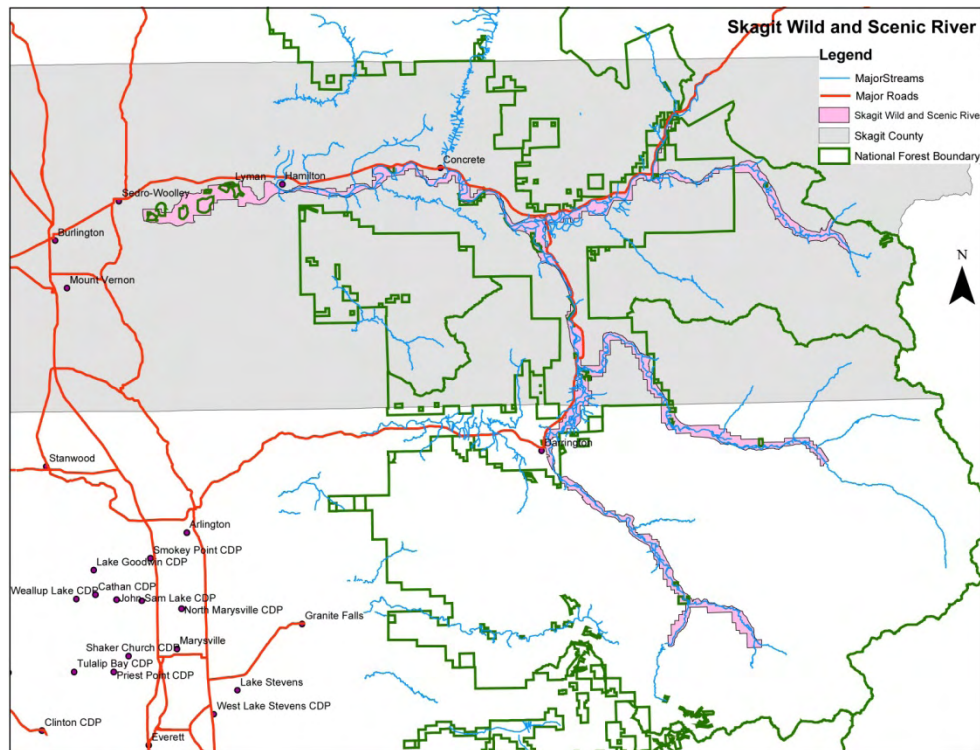 Skagit Wild and Scenic River
Legend
MajorStreams
Major Roads
Skagit Wild and Scenic River
Skagit County
National Forest Boundary
N
Concrete
Lyman
Hamilton
Sedro-Woolley
Burlington
Mount Vernon
Darrington
Stanwood
Arlington
Smokey Point CDP
Lake Goodwin CDP
Weallup Lake CDP
Cathan CDP
John Sam Lake CDP
North Marysville CDP
Granite Falls
Marysville
Shaker Church CDP
Tulalip Bay CDP
Priest Point CDP
Lake Stevens
West Lake Stevens CDP
Clinton CDP
Everett